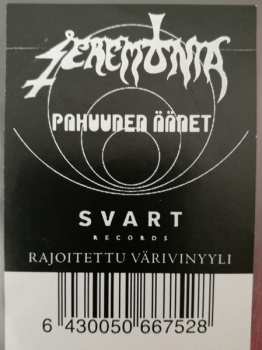 SEREMONIA
PAHUUDEN ÄÄNET
SVART
RECORDS
RAJOITETTU VÄRIVINYYLI
6 430050 667528